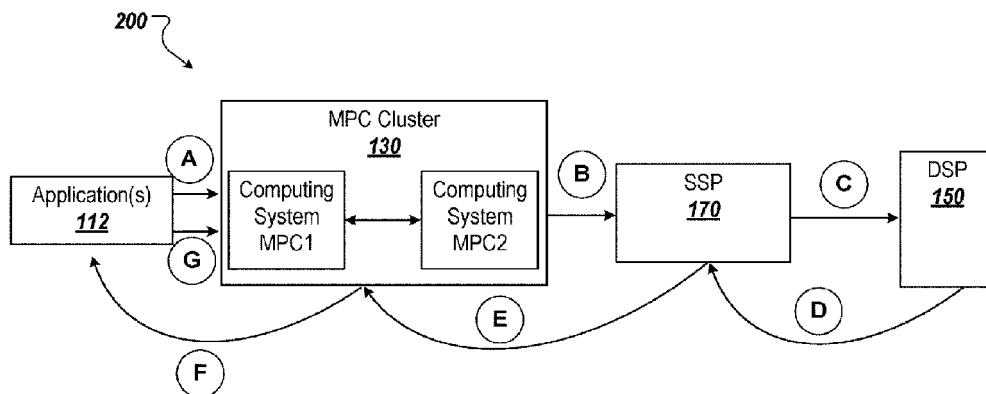 200
MPC Cluster
130
A
Application(s)
112
G
Computing
System
MPC1
Computing
System
MPC2
B
SSP
170
C
DSP
150
F
E
D